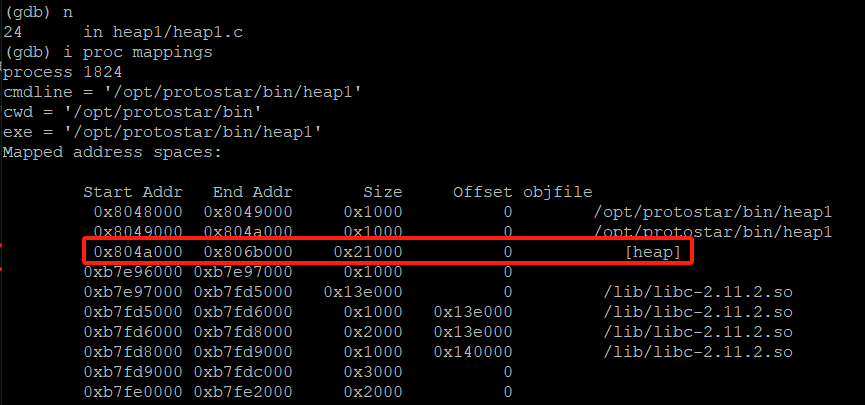 (gdb) n
24      in heap1/heap1.c
(gdb) i proc mappings
process 1824
cmdline = '/opt/protostar/bin/heap1'
cwd = '/opt/protostar/bin'
exe = '/opt/protostar/bin/heap1'
Mapped address spaces:
Start Addr   End Addr       Size     Offset objfile
0x8048000  0x8049000     0x1000          0       /opt/protostar/bin/heap1
0x8049000  0x804a000     0x1000          0       /opt/protostar/bin/heap1
0x804a000  0x806b000    0x21000          0           [heap]
0xb7e96000 0xb7e97000     0x1000          0
0xb7e97000 0xb7fd5000   0x13e000          0         /lib/libc-2.11.2.so
0xb7fd5000 0xb7fd6000     0x1000   0x13e000         /lib/libc-2.11.2.so
0xb7fd6000 0xb7fd8000     0x2000   0x13e000         /lib/libc-2.11.2.so
0xb7fd8000 0xb7fd9000     0x1000   0x140000         /lib/libc-2.11.2.so
0xb7fd9000 0xb7fdc000     0x3000          0
0xb7fe0000 0xb7fe2000     0x2000          0